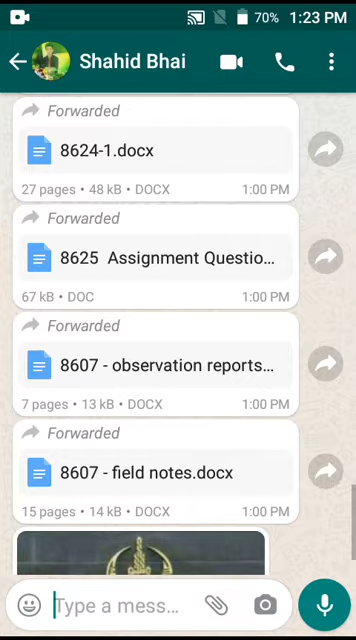 70% 1:23 PM
Shahid Bhai
Forwarded
8624-1.docx
27 pages • 48 kB • DOCX 1:00 PM
Forwarded
8625 Assignment Questio...
67 kB • DOC 1:00 PM
Forwarded
8607 - observation reports...
7 pages • 13 kB • DOCX 1:00 PM
Forwarded
8607 - field notes.docx
15 pages • 14 kB • DOCX 1:00 PM
Type a mess...